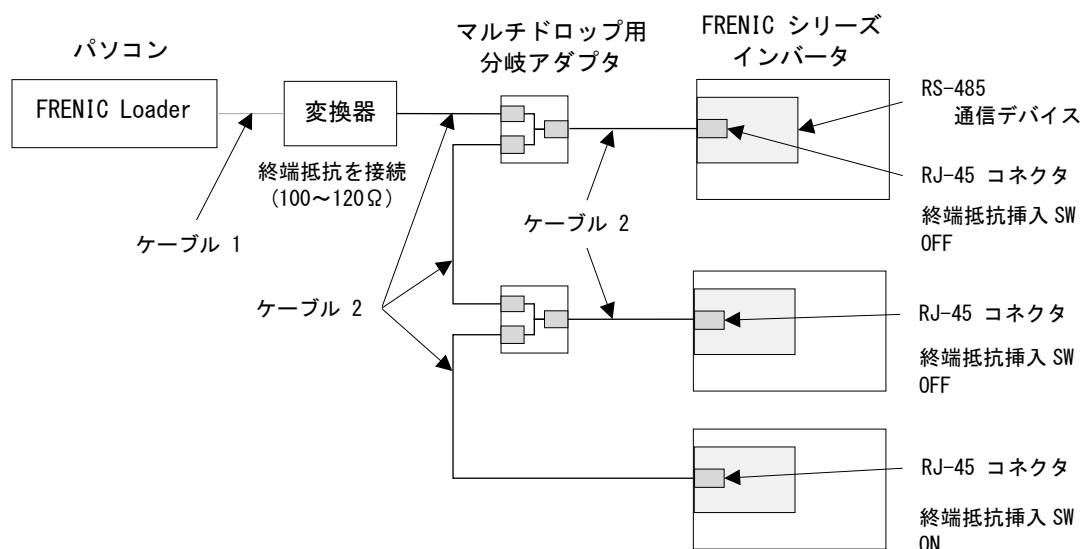 パソコン
マルチドロップ用
分岐アダプタ
FRENIC シリーズ
インバータ
FRENIC Loader
変換器
RS-485
通信デバイス
終端抵抗を接続
(100～120Ω)
RJ-45 コネクタ
ケーブル 1
ケーブル 2
終端抵抗挿入 SW
OFF
ケーブル 2
RJ-45 コネクタ
終端抵抗挿入 SW
OFF
RJ-45 コネクタ
終端抵抗挿入 SW
ON